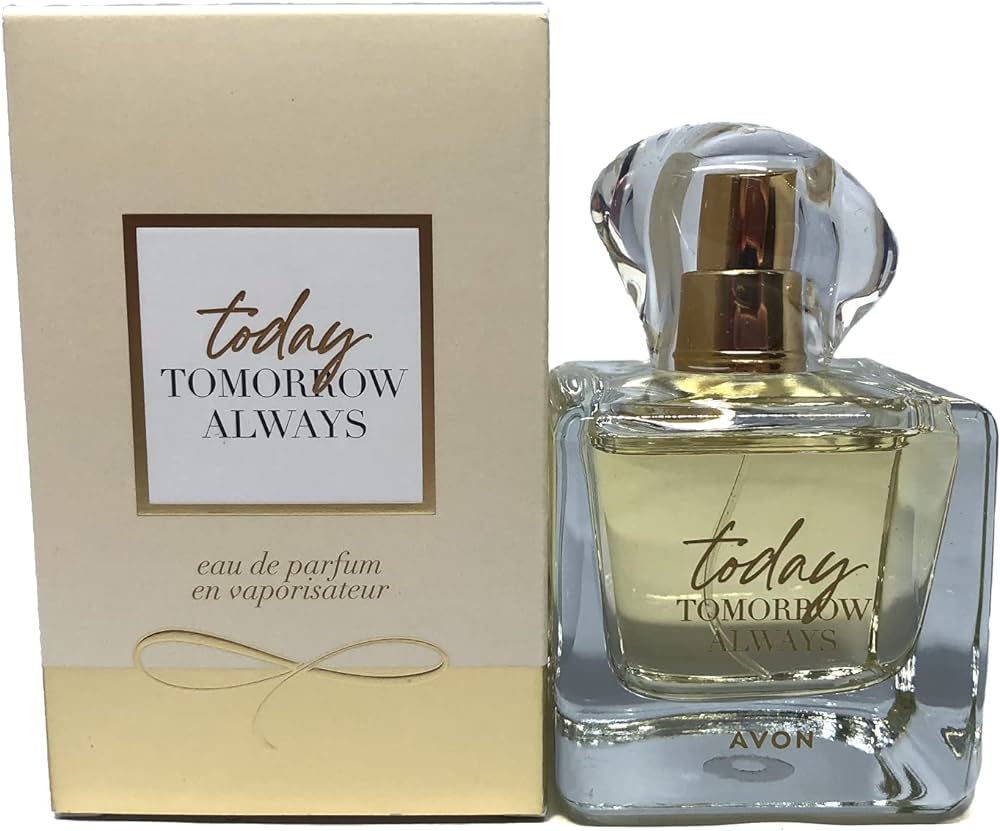 today
TOMORROW
ALWAYS
eau de parfum
en vaporisateur
today
TOMORROW
ALWAYS
AVON